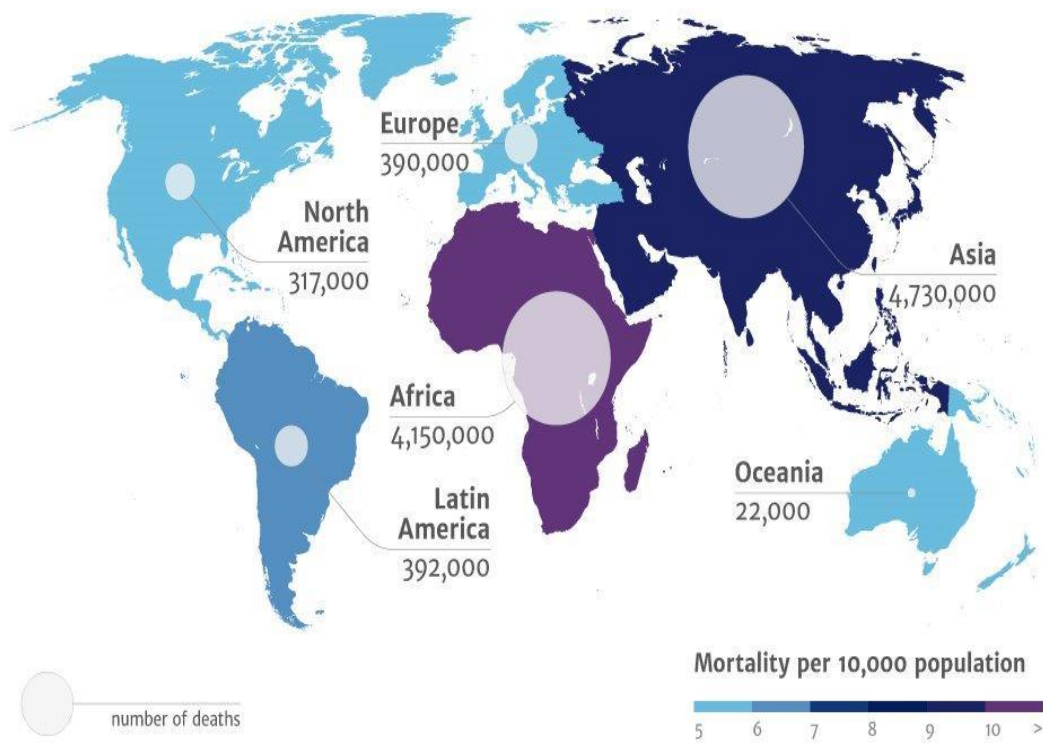 Europe
390,000
North
America
317,000
Asia
4,730,000
Africa
4,150,000
Oceania
22,000
Latin
America
392,000
Mortality per 10,000 population
number of deaths
5 6 7 8 9 10 >